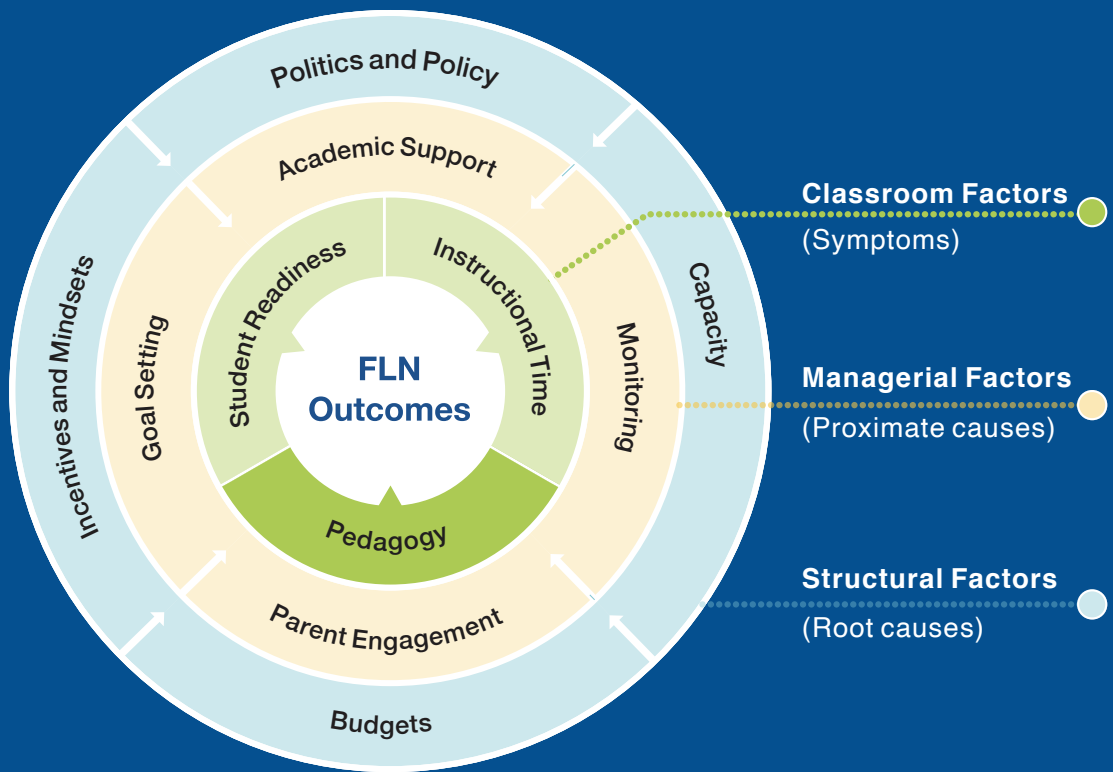 Politics and Policy
Academic Support
Student Readiness
Instructional Time
Incentives and Mindsets
Goal Setting
FLN
Outcomes
Monitoring
Capacity
Pedagogy
Parent Engagement
Budgets
Classroom Factors
(Symptoms)
Managerial Factors
(Proximate causes)
Structural Factors
(Root causes)